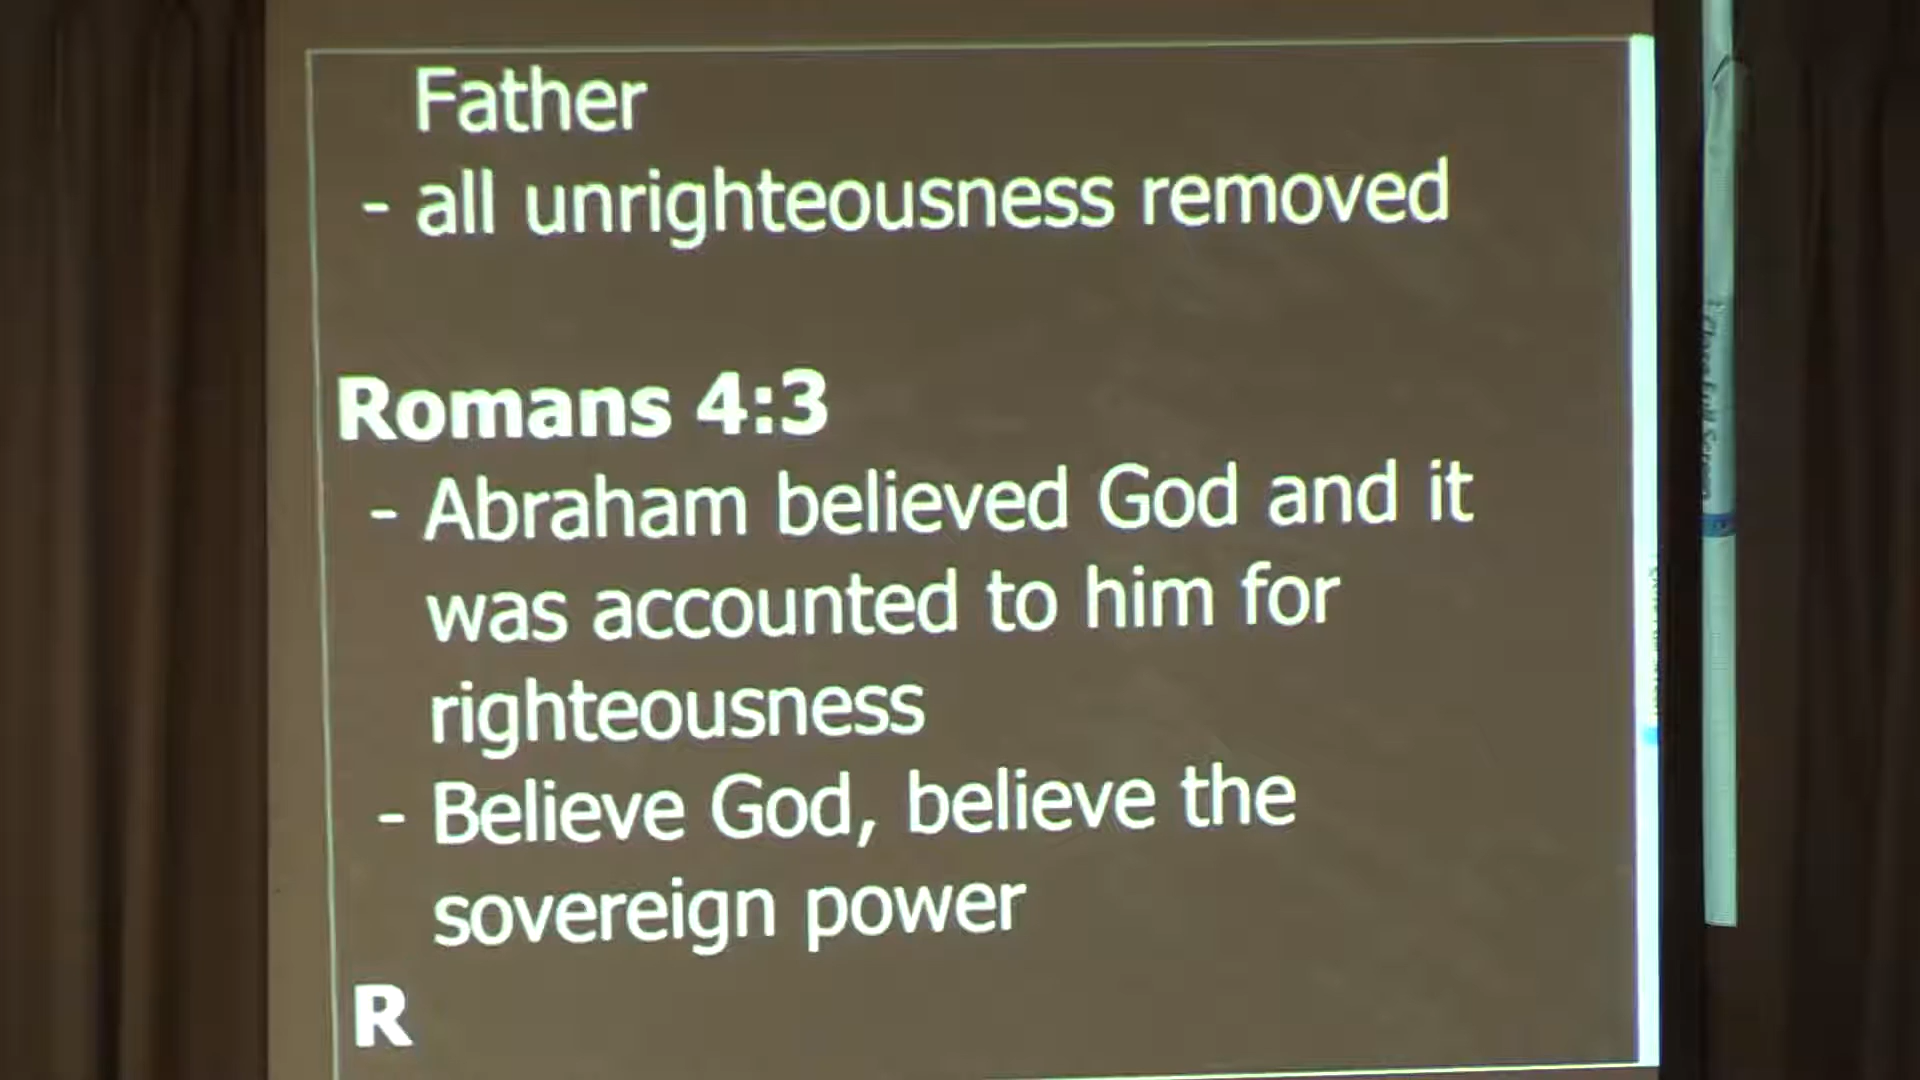 Father
- all unrighteousness removed
Romans 4:3
- Abraham believed God and it
was accounted to him for
righteousness
- Believe God, believe the
sovereign power
R